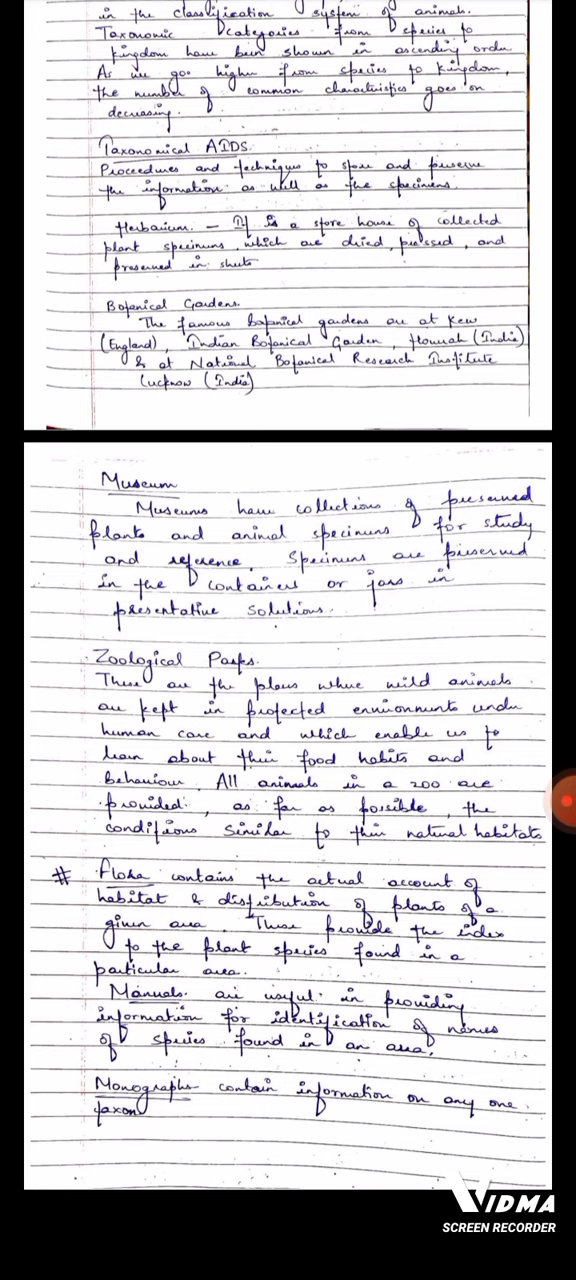 in the classification system of animals.
Taxonomic categories from species to
kingdom have been shown in ascending order
As we go higher from species to kingdom,
the number of common characteristics goes on
decreasing.
Taxonomical AIDS.
Procedures and techniques to store and preserve
the information as well as the specimens.
Herbarium. - It is a store house of collected
plant specimens, which are dried, pressed, and
preserved in sheets
Botanical Gardens.
The famous botanical gardens are at Kew
(England), Indian Botanical Garden, Howrah (India)
& at National Botanical Research Institute
Lucknow (India)
Museum
Museums have collections of preserved
plants and animal specimens for study
and reference. Specimens are preserved
in the containers or jars in
presentative solutions.
Zoological Parks.
These are the places where wild animals
are kept in protected environments under
human care and which enable us to
learn about their food habits and
behaviour. All animals in a zoo are
provided, as far as possible, the
conditions similar to their natural habitats
# Flora contains the actual account of
habitat & distribution of plants of a
given area. These provide the index
to the plant species found in a
particular area.
Manuals are useful in providing
information for identification of names
of species found in an area.
Monographs contain information on any one
taxon
VIDMA
SCREEN RECORDER